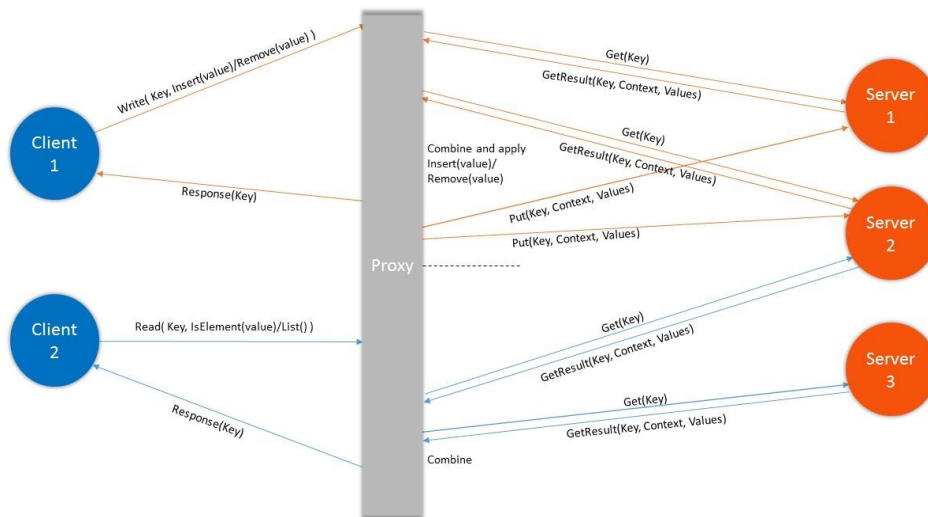 Client
1
Write( Key, Insert(value)/Remove(value) )
Response(Key)
Proxy
Get(Key)
GetResult(Key, Context, Values)
Server
1
Combine and apply
Insert(value)/
Remove(value)
Get(Key)
GetResult(Key, Context, Values)
Put(Key, Context, Values)
Put(Key, Context, Values)
Server
2
Client
2
Read( Key, IsElement(value)/List() )
Response(Key)
Get(Key)
GetResult(Key, Context, Values)
Get(Key)
GetResult(Key, Context, Values)
Server
3
Combine